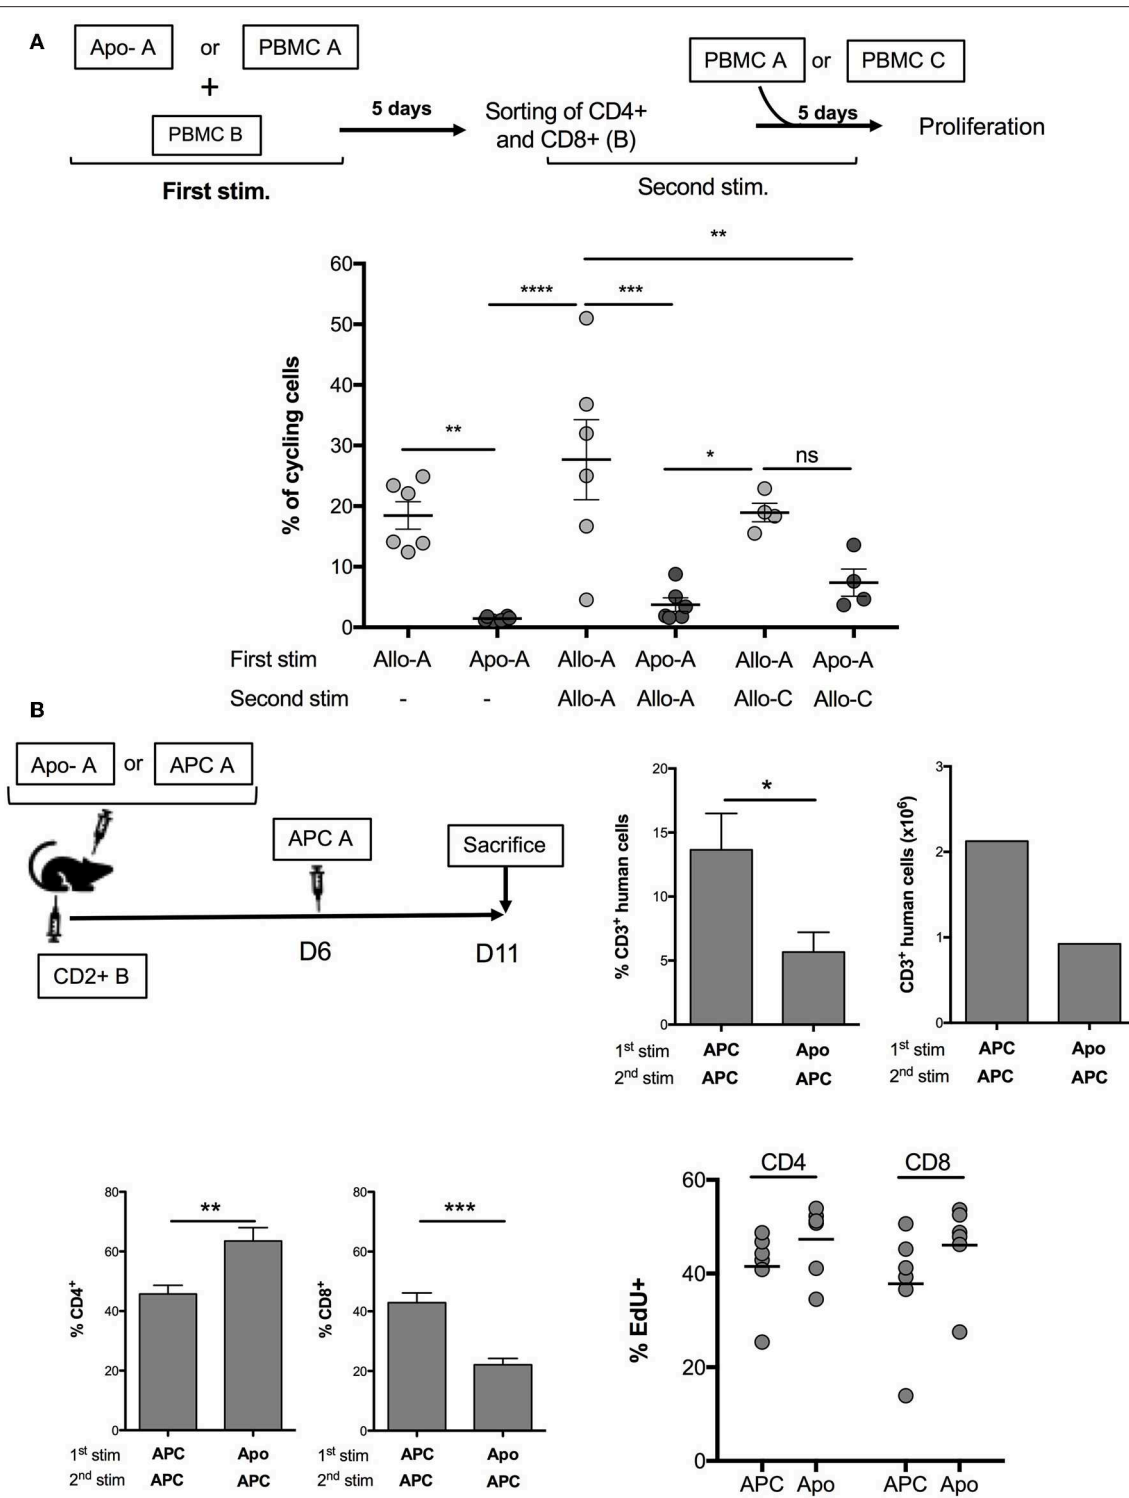 A
Apo- A or PBMC A
+
PBMC B
5 days
Sorting of CD4+
and CD8+ (B)
PBMC A or PBMC C
5 days
Proliferation
First stim.
Second stim.
**
**** ***
**
* ns
% of cycling cells
60
50
40
30
20
10
0
First stim Allo-A Apo-A Allo-A Apo-A Allo-A Apo-A
Second stim - - Allo-A Allo-A Allo-C Allo-C
B
Apo- A or APC A
APC A
Sacrifice
D6 D11
CD2+ B
% CD3+ human cells
20
15
10
5
0
*
1st stim APC Apo
2nd stim APC APC
CD3+ human cells (x10⁶)
3
2
1
0
1st stim APC Apo
2nd stim APC APC
% CD4+
80
60
40
20
0
**
1st stim APC Apo
2nd stim APC APC
% CD8+
80
60
40
20
0
***
1st stim APC Apo
2nd stim APC APC
% EdU+
60
40
20
0
CD4 CD8
APC Apo APC Apo